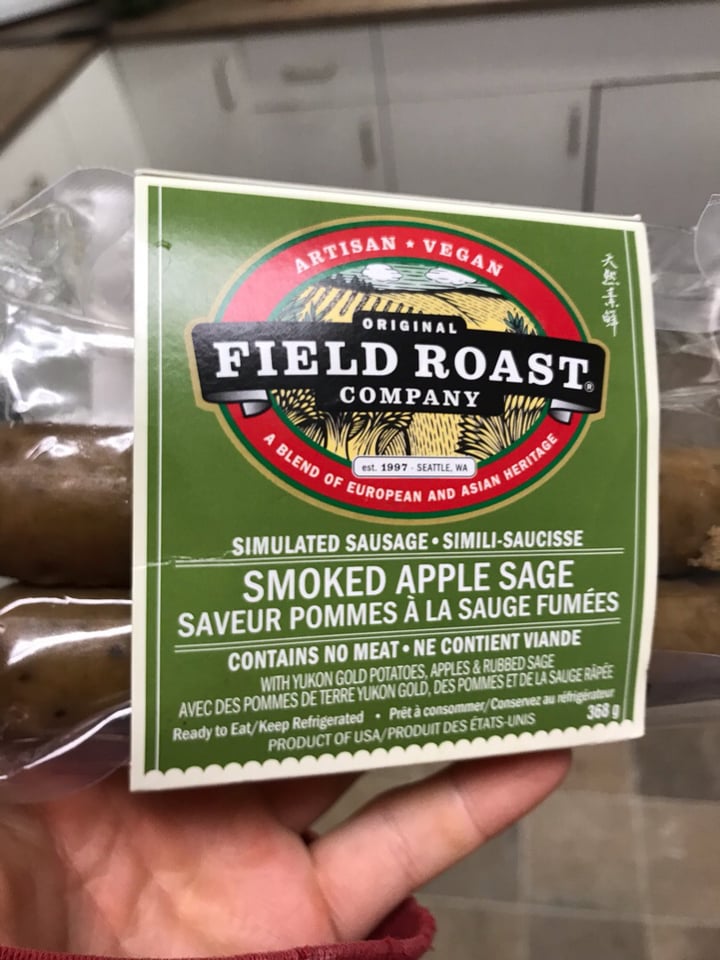 ARTISAN ★ VEGAN
天然素鲜
ORIGINAL
FIELD ROAST®
COMPANY
est. 1997 · SEATTLE, WA
A BLEND OF EUROPEAN AND ASIAN HERITAGE
SIMULATED SAUSAGE • SIMILI-SAUCISSE
SMOKED APPLE SAGE
SAVEUR POMMES À LA SAUGE FUMÉES
CONTAINS NO MEAT • NE CONTIENT VIANDE
WITH YUKON GOLD POTATOES, APPLES & RUBBED SAGE
AVEC DES POMMES DE TERRE YUKON GOLD, DES POMMES ET DE LA SAUGE RÂPÉE
Ready to Eat/Keep Refrigerated • Prêt à consommer/Conservez au réfrigérateur
PRODUCT OF USA/PRODUIT DES ÉTATS-UNIS
368 g